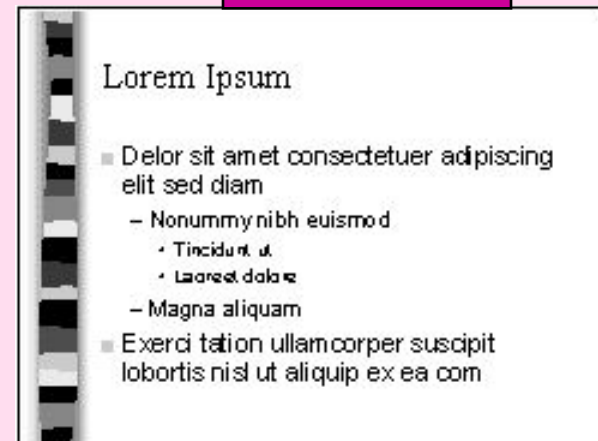 Lorem Ipsum
Delor sit amet consectetuer adipiscing
elit sed diam
– Nonummy nibh euismod
• Tincidunt ut
• Laoreet dolore
– Magna aliquam
Exerci tation ullamcorper suscipit
lobortis nisl ut aliquip ex ea com